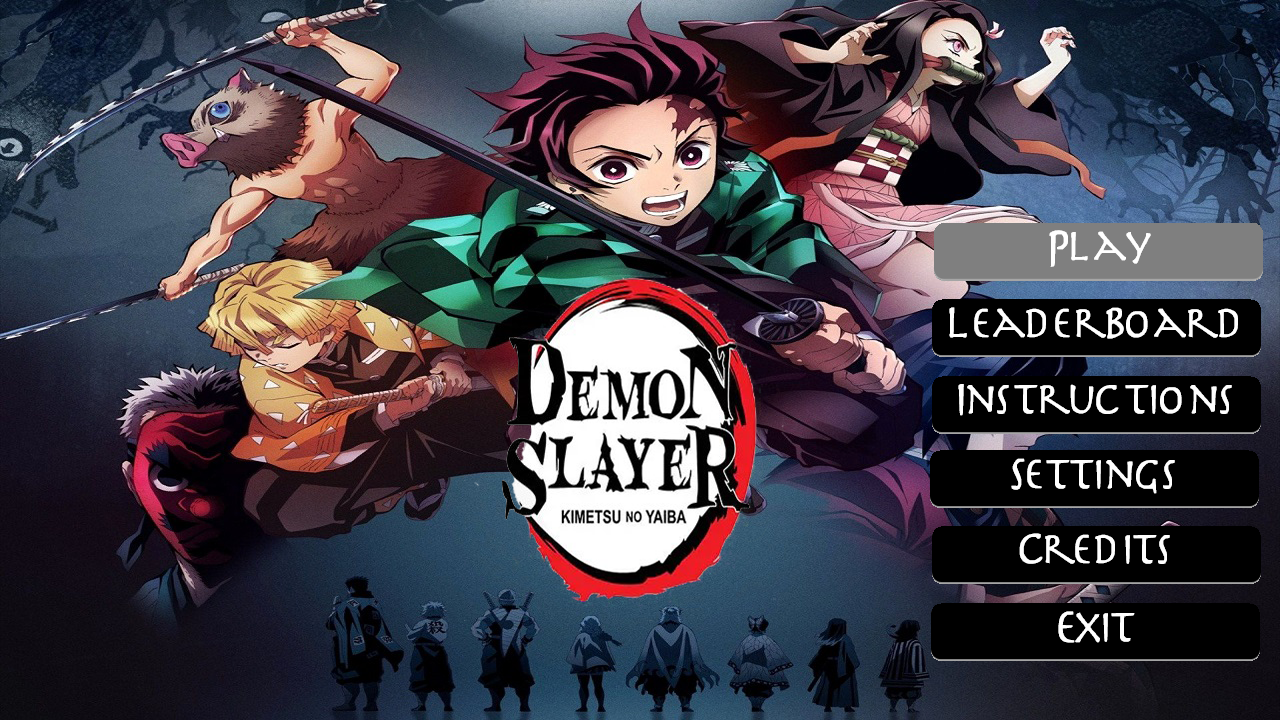 DEMON
SLAYER
KIMETSU NO YAIBA
PLAY
LEADERBOARD
INSTRUCTIONS
SETTINGS
CREDITS
EXIT